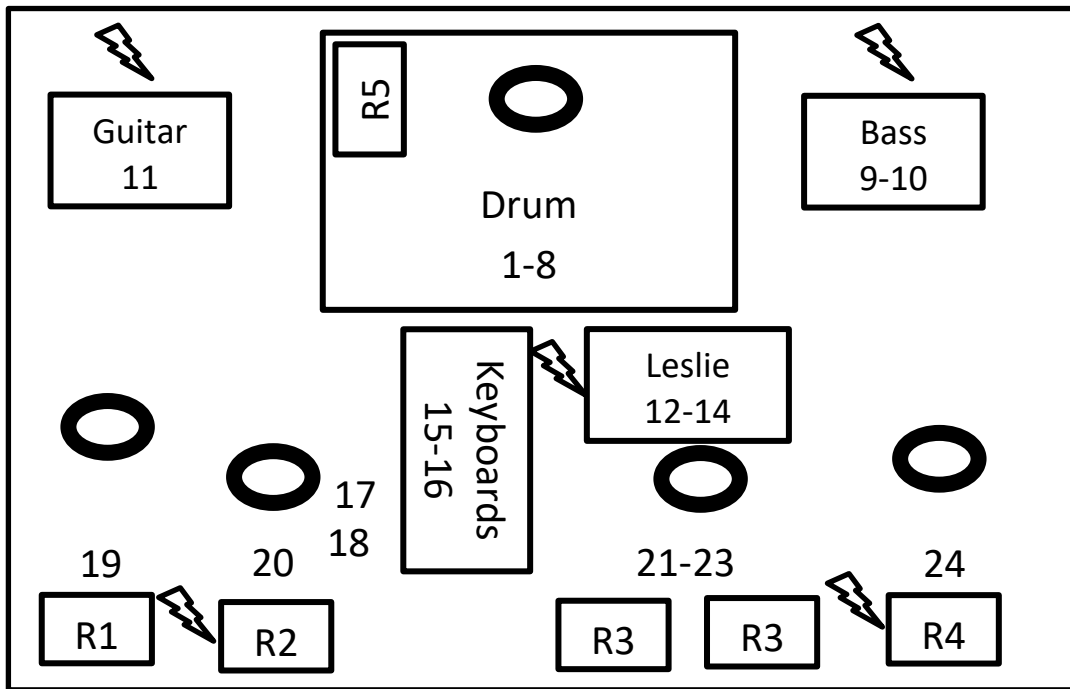 R5
Guitar
11
Drum
1-8
Bass
9-10
Keyboards
15-16
Leslie
12-14
17
18
19
20
21-23
24
R1
R2
R3
R3
R4